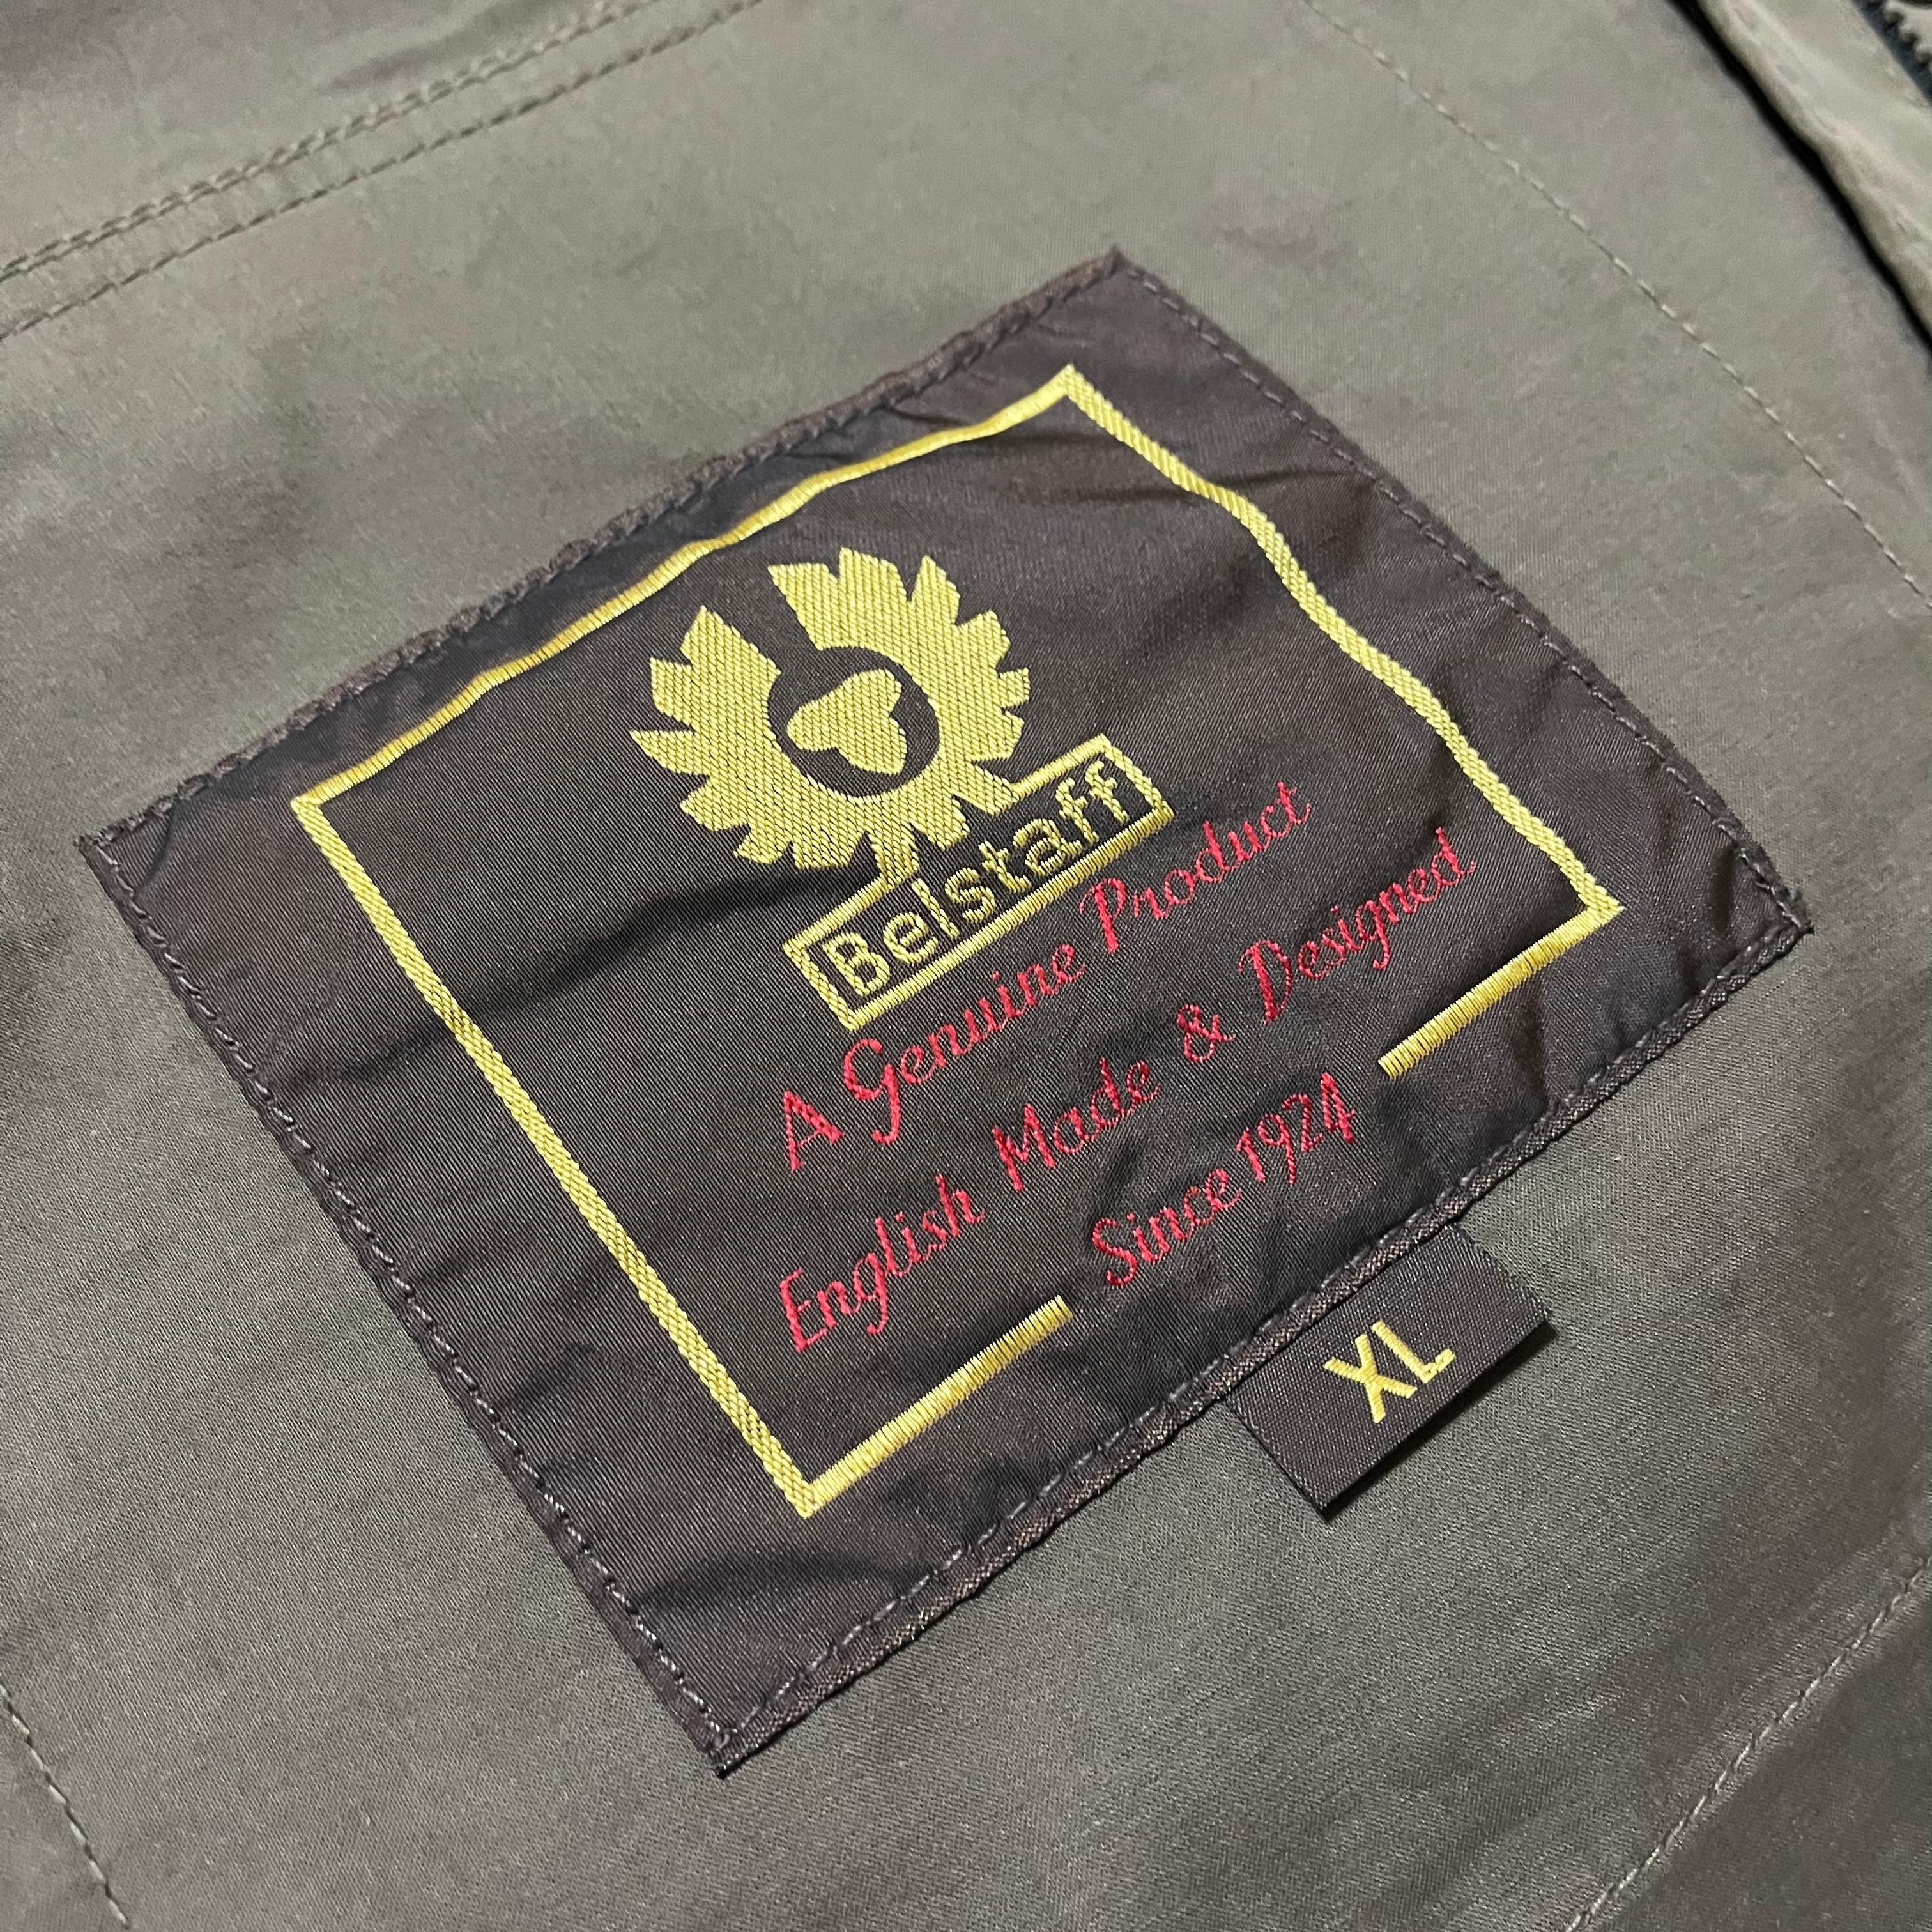 Belstaff
A Genuine Product
English Made & Designed
Since 1924
XL